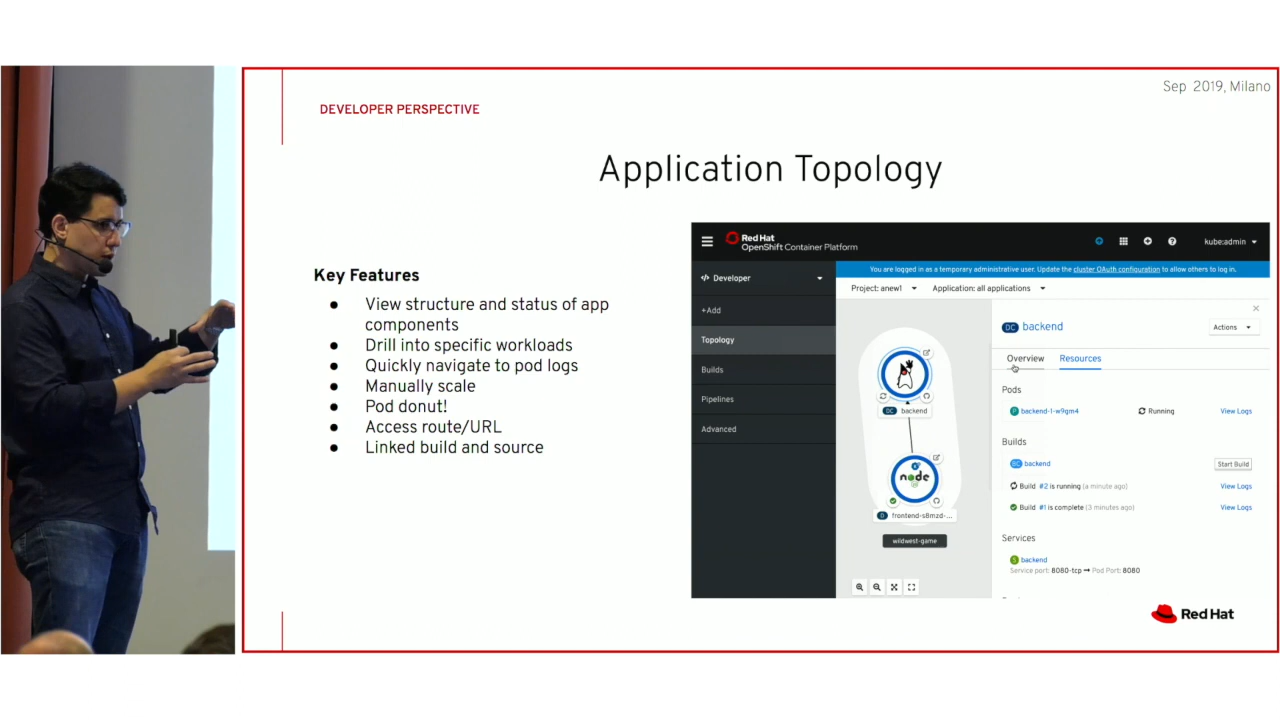 Sep 2019, Milano
DEVELOPER PERSPECTIVE
Application Topology
Key Features
● View structure and status of app
components
● Drill into specific workloads
● Quickly navigate to pod logs
● Manually scale
● Pod donut!
● Access route/URL
● Linked build and source
Red Hat
OpenShift Container Platform
kube:admin
Developer
You are logged in as a temporary administrative user. Update the cluster OAuth configuration to allow others to log in.
Project: anew1
Application: all applications
+Add
Topology
Builds
Pipelines
Advanced
DC backend
node
D frontend-s8mzd-...
wildwest-game
DC backend
Actions
Overview
Resources
Pods
P backend-1-w9gm4
Running
View Logs
Builds
BC backend
Start Build
Build #2 is running (a minute ago)
View Logs
Build #1 is complete (3 minutes ago)
View Logs
Services
S backend
Service port: 8080-tcp → Pod Port: 8080
Red Hat